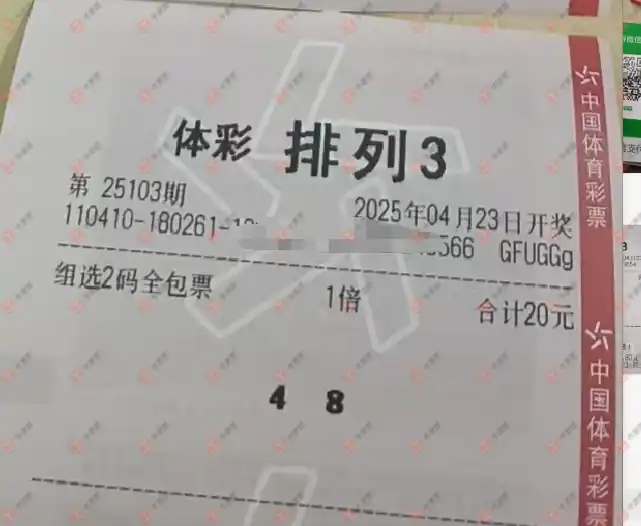 体彩 排列3
第 25103期
2025年04月23日开奖
110410-180261-
566 GFUGGg
组选2码全包票 1倍 合计20元
4 8
中国体育彩票
中国体育彩票